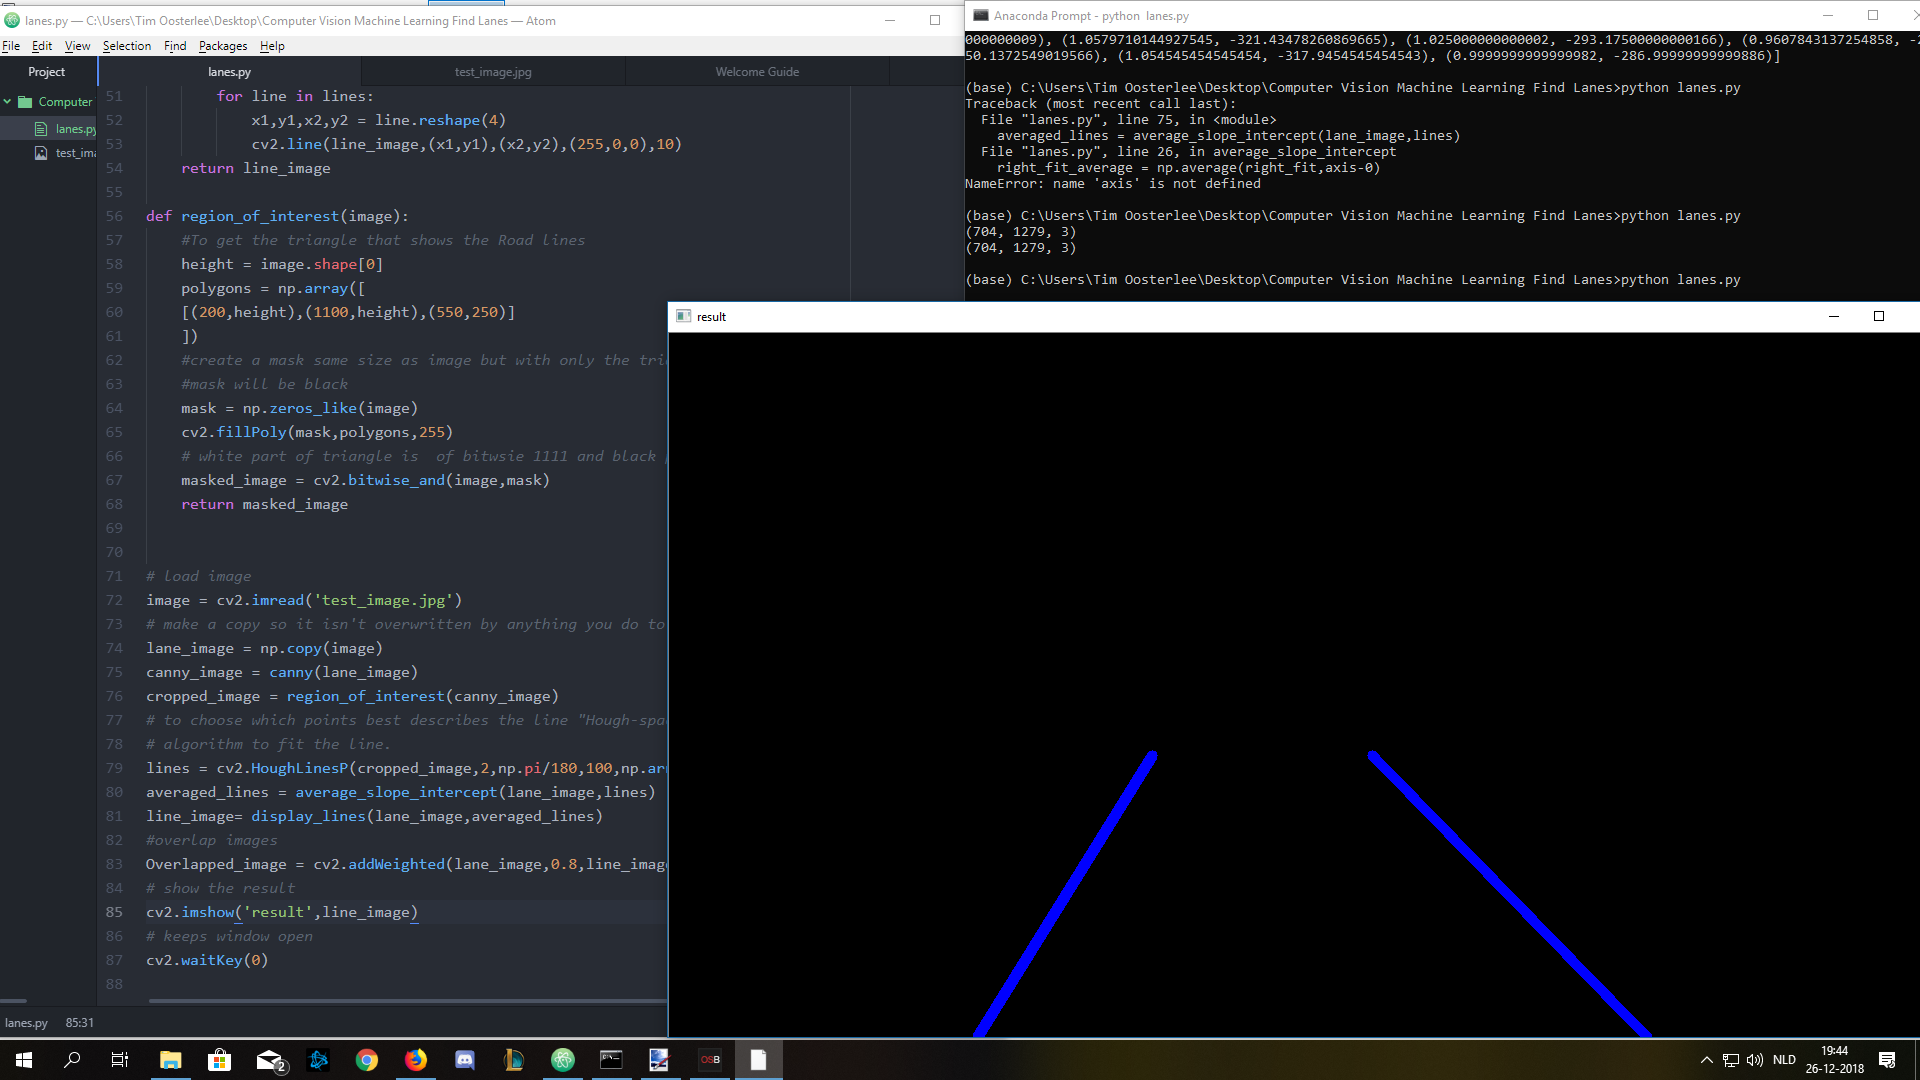 lanes.py — C:\Users\Tim Oosterlee\Desktop\Computer Vision Machine Learning Find Lanes — Atom
File Edit View Selection Find Packages Help
Project
Computer
lanes.py
test_ima
lanes.py test_image.jpg Welcome Guide
51 for line in lines:
52 x1,y1,x2,y2 = line.reshape(4)
53 cv2.line(line_image,(x1,y1),(x2,y2),(255,0,0),10)
54 return line_image
55
56 def region_of_interest(image):
57 #To get the triangle that shows the Road lines
58 height = image.shape[0]
59 polygons = np.array([
60 [(200,height),(1100,height),(550,250)]
61 ])
62 #create a mask same size as image but with only the tri
63 #mask will be black
64 mask = np.zeros_like(image)
65 cv2.fillPoly(mask,polygons,255)
66 # white part of triangle is  of bitwsie 1111 and black
67 masked_image = cv2.bitwise_and(image,mask)
68 return masked_image
69
70
71 # load image
72 image = cv2.imread('test_image.jpg')
73 # make a copy so it isn't overwritten by anything you do to
74 lane_image = np.copy(image)
75 canny_image = canny(lane_image)
76 cropped_image = region_of_interest(canny_image)
77 # to choose which points best describes the line "Hough-spa
78 # algorithm to fit the line.
79 lines = cv2.HoughLinesP(cropped_image,2,np.pi/180,100,np.ar
80 averaged_lines = average_slope_intercept(lane_image,lines)
81 line_image= display_lines(lane_image,averaged_lines)
82 #overlap images
83 Overlapped_image = cv2.addWeighted(lane_image,0.8,line_image
84 # show the result
85 cv2.imshow('result',line_image)
86 # keeps window open
87 cv2.waitKey(0)
88
lanes.py 85:31
Anaconda Prompt - python  lanes.py
000000009), (1.0579710144927545, -321.43478260869665), (1.025000000000002, -293.17500000000166), (0.9607843137254858, -2
50.1372549019566), (1.054545454545454, -317.9454545454543), (0.9999999999999982, -286.99999999999886)]
(base) C:\Users\Tim Oosterlee\Desktop\Computer Vision Machine Learning Find Lanes>python lanes.py
Traceback (most recent call last):
File "lanes.py", line 75, in <module>
averaged_lines = average_slope_intercept(lane_image,lines)
File "lanes.py", line 26, in average_slope_intercept
right_fit_average = np.average(right_fit,axis-0)
NameError: name 'axis' is not defined
(base) C:\Users\Tim Oosterlee\Desktop\Computer Vision Machine Learning Find Lanes>python lanes.py
(704, 1279, 3)
(704, 1279, 3)
(base) C:\Users\Tim Oosterlee\Desktop\Computer Vision Machine Learning Find Lanes>python lanes.py
result
2
OSB
NLD
19:44
26-12-2018